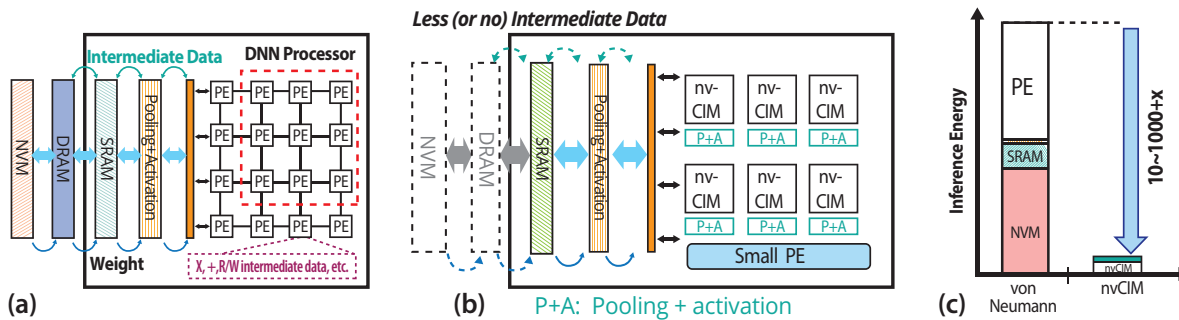 Intermediate Data
DNN Processor
NVM
DRAM
SRAM
Pooling+Activation
PE PE PE PE
PE PE PE PE
PE PE PE PE
PE PE PE PE
Weight
X, +,R/W intermediate data, etc.
(a)
Less (or no) Intermediate Data
NVM
DRAM
SRAM
Pooling+Activation
nv-
CIM
nv-
CIM
nv-
CIM
P+A P+A P+A
nv-
CIM
nv-
CIM
nv-
CIM
P+A P+A P+A
Small PE
(b)
P+A: Pooling + activation
Inference Energy
PE
SRAM
NVM
10~1000+x
nvCIM
von
Neumann
nvCIM
(c)